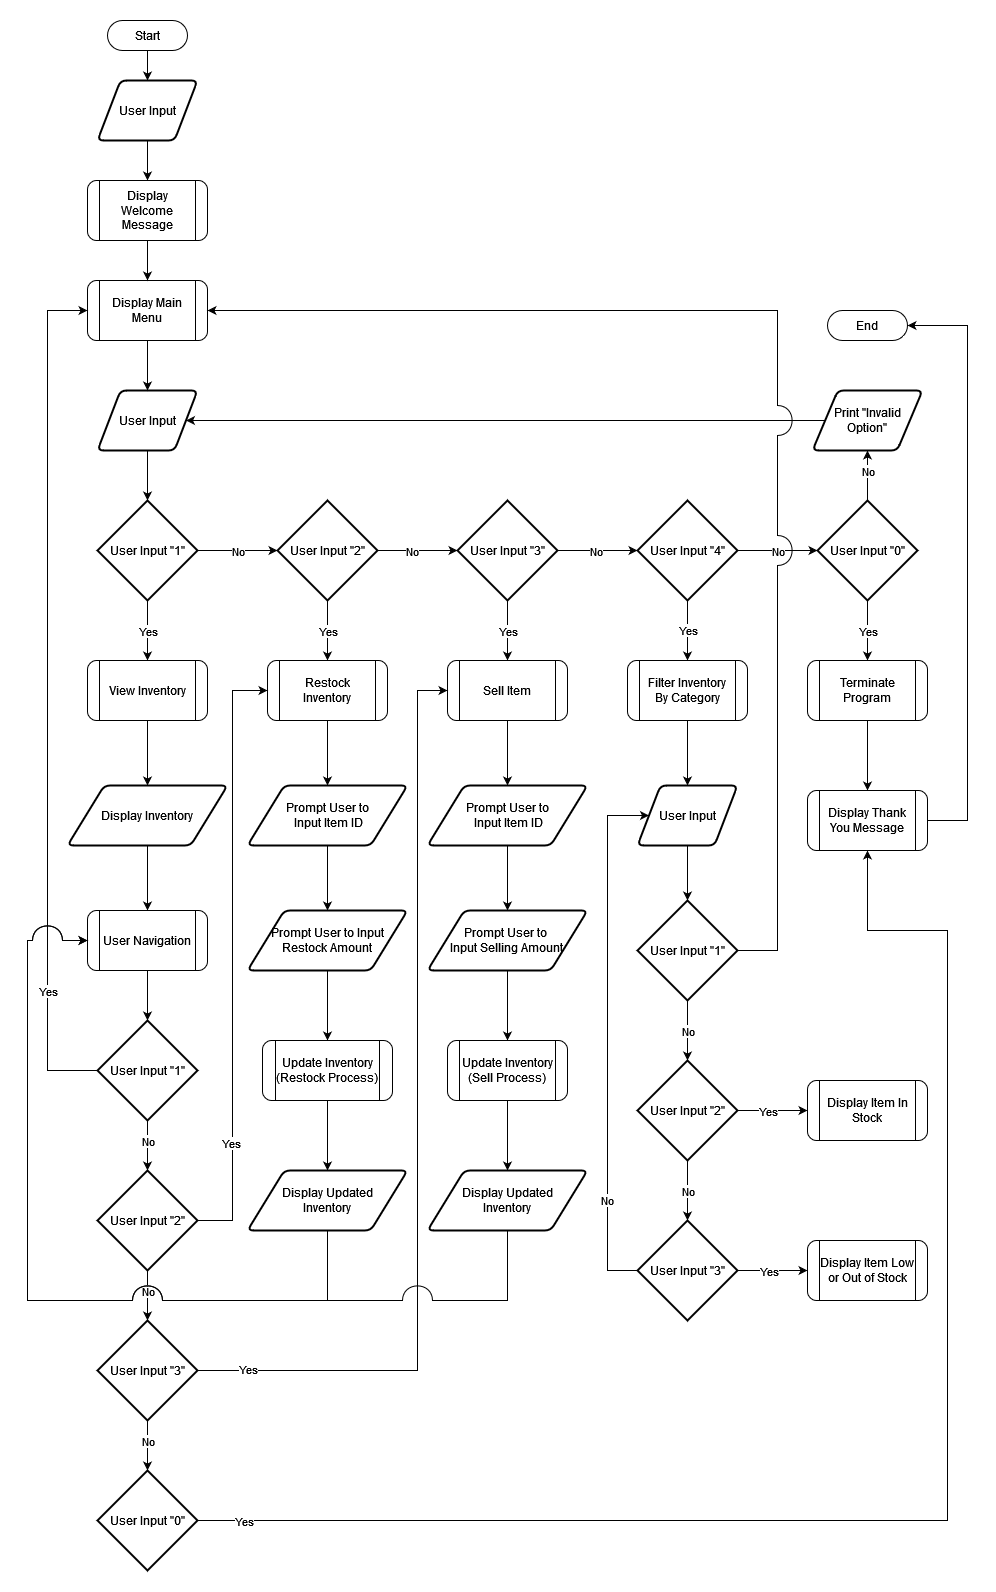 Start
User Input
Display
Welcome
Message
Display Main
Menu
End
User Input
Print "Invalid
Option"
No
User Input "1"
No
User Input "2"
No
User Input "3"
No
User Input "4"
No
User Input "0"
Yes
Yes
Yes
Yes
Yes
View Inventory
Restock
Inventory
Sell Item
Filter Inventory
By Category
Terminate
Program
Display Inventory
Prompt User to
Input Item ID
Prompt User to
Input Item ID
User Input
Display Thank
You Message
User Navigation
Prompt User to Input
Restock Amount
Prompt User to
Input Selling Amount
User Input "1"
Yes
No
User Input "1"
Update Inventory
(Restock Process)
Update Inventory
(Sell Process)
User Input "2"
Yes
Display Item In
Stock
No
Yes
No
User Input "2"
Display Updated
Inventory
Display Updated
Inventory
No
User Input "3"
Yes
Display Item Low
or Out of Stock
No
User Input "3"
Yes
No
User Input "0"
Yes